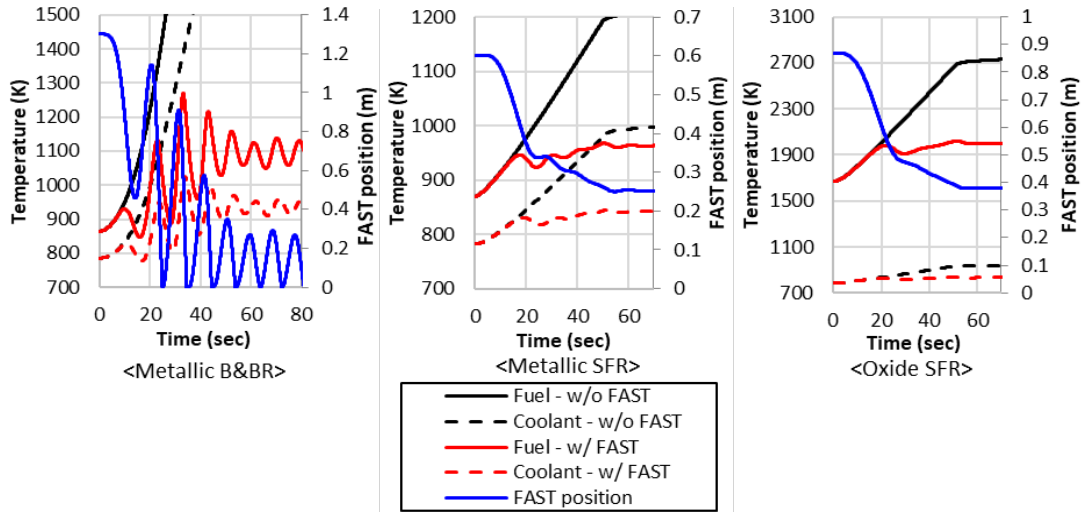 1500
1400
1300
1200
1100
1000
900
800
700
Temperature (K)
1.4
1.2
1
0.8
0.6
0.4
0.2
0
FAST position (m)
0 20 40 60 80
Time (sec)
<Metallic B&BR>
1200
1100
1000
900
800
700
Temperature (K)
0.7
0.6
0.5
0.4
0.3
0.2
0.1
0
FAST position (m)
0 20 40 60
Time (sec)
<Metallic SFR>
3100
2700
2300
1900
1500
1100
700
Temperature (K)
1
0.9
0.8
0.7
0.6
0.5
0.4
0.3
0.2
0.1
0
FAST position (m)
0 20 40 60
Time (sec)
<Oxide SFR>
Fuel - w/o FAST
Coolant - w/o FAST
Fuel - w/ FAST
Coolant - w/ FAST
FAST position